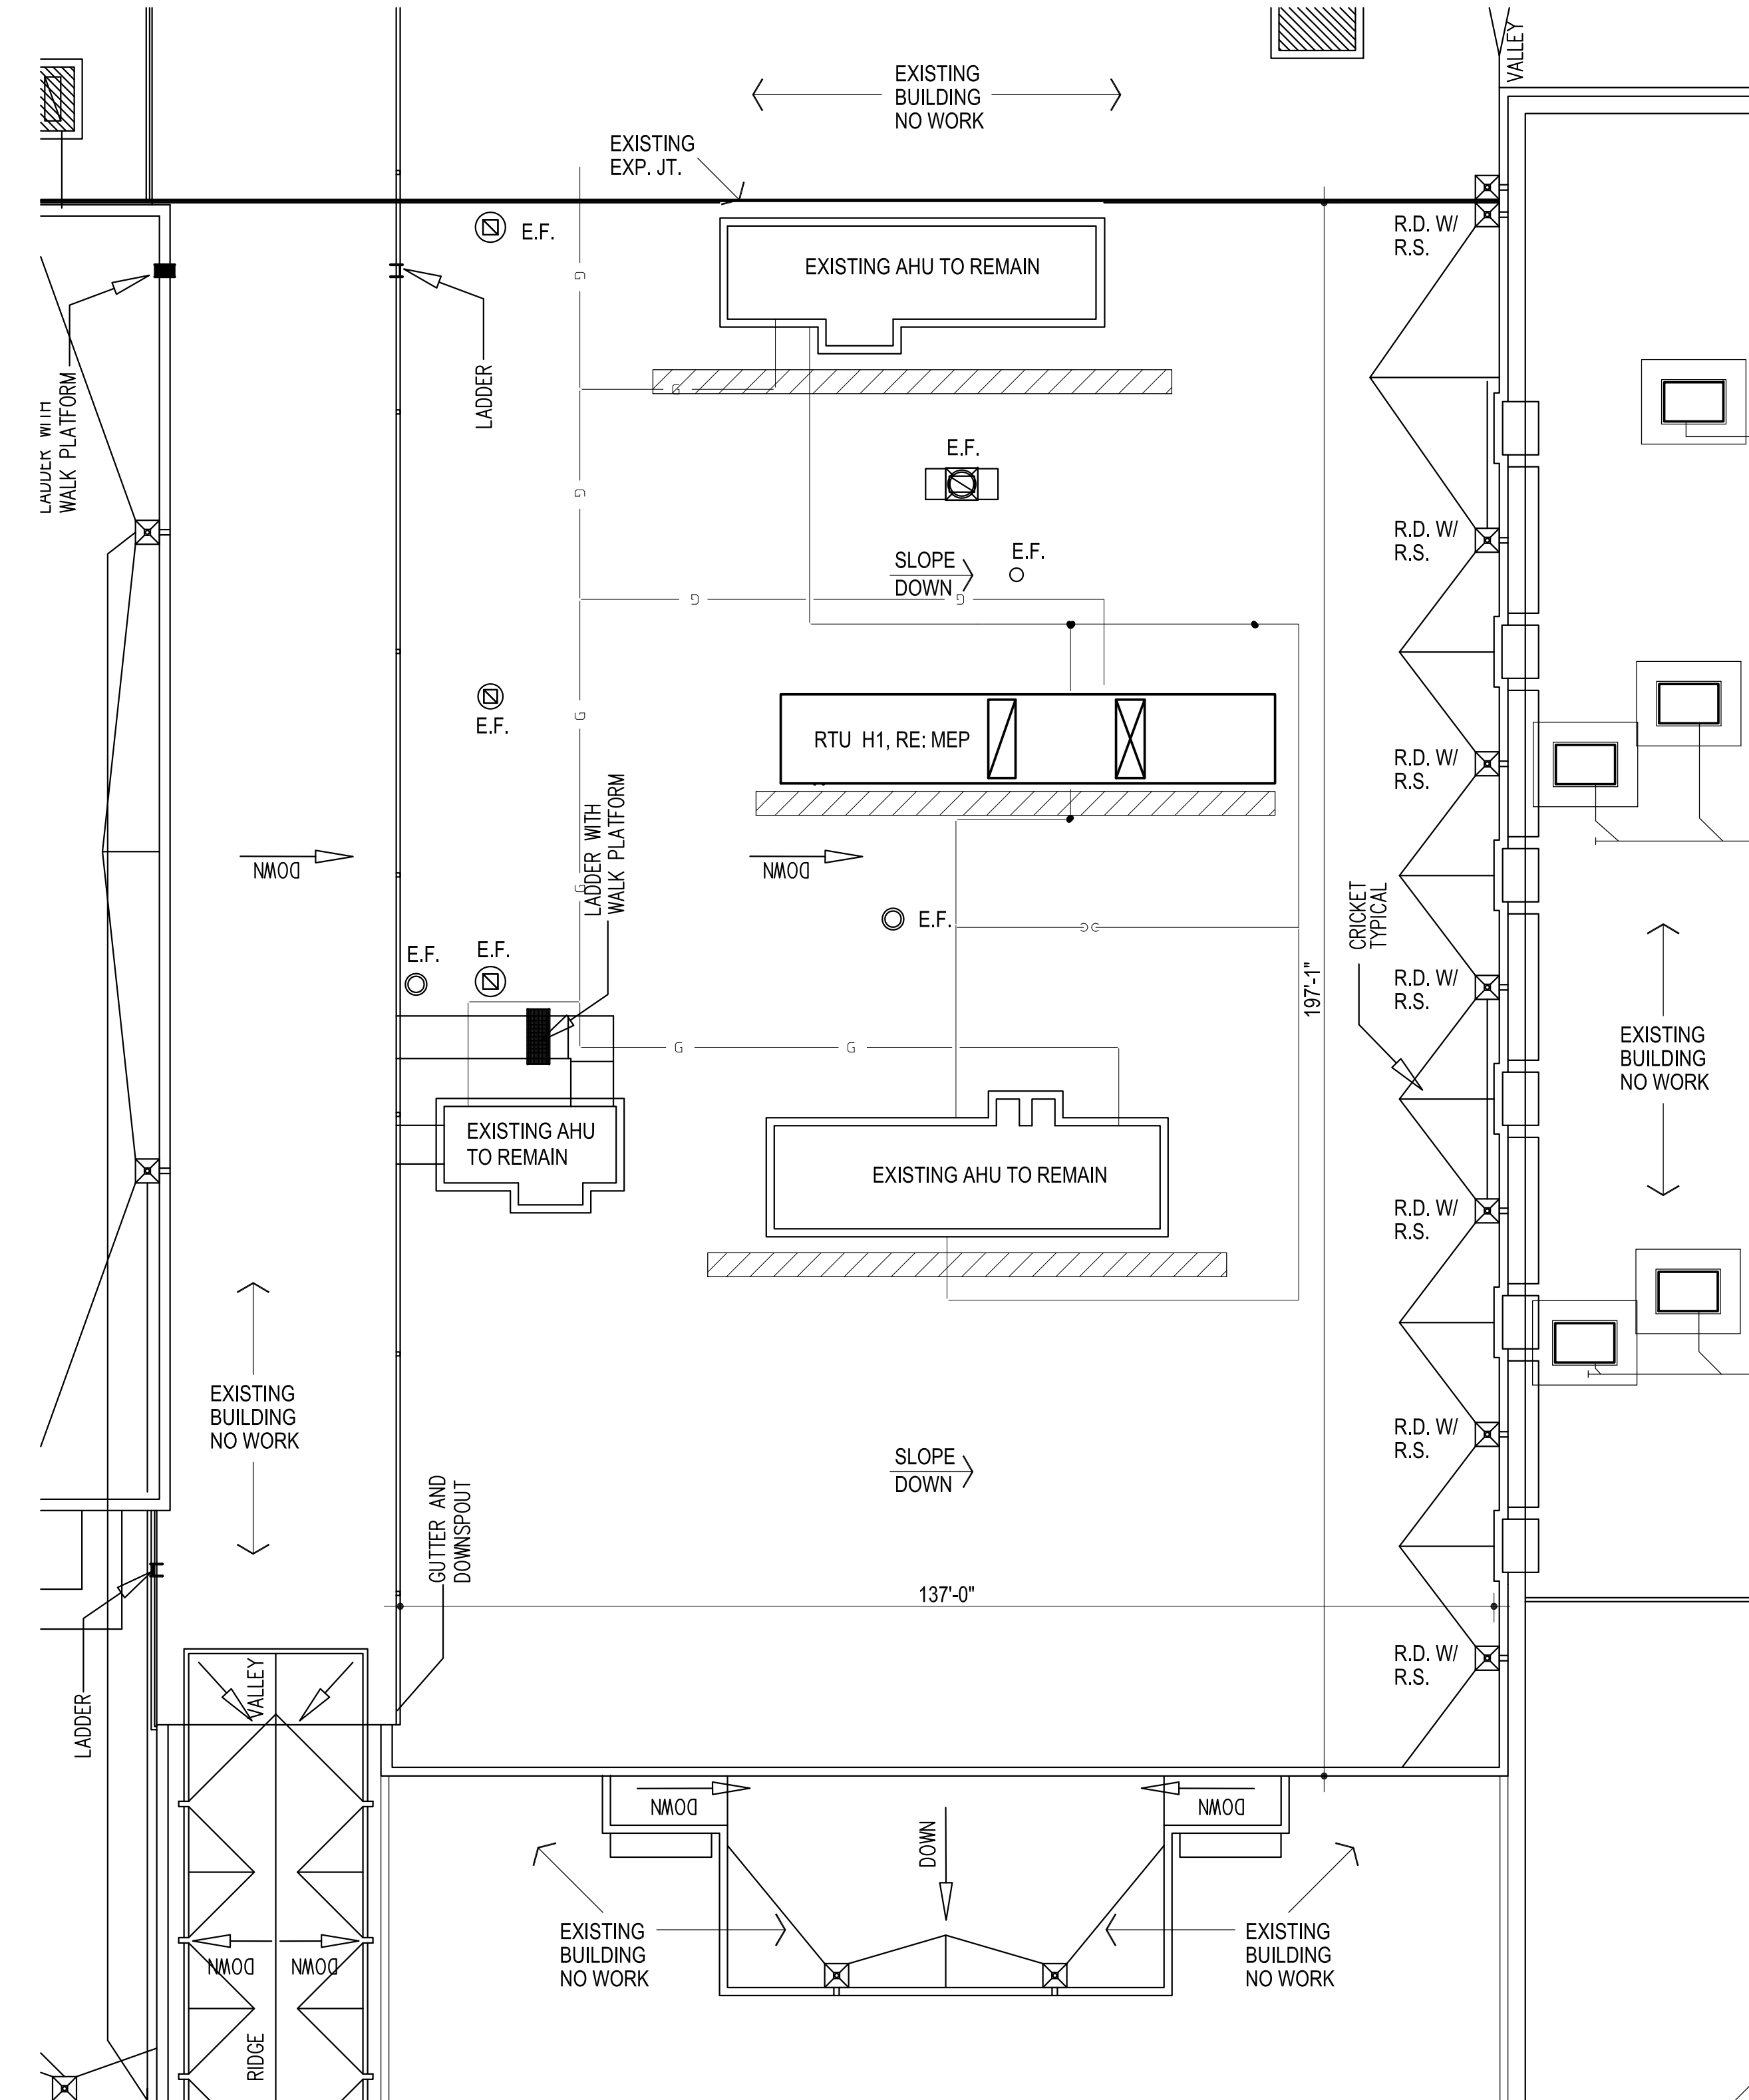 VALLEY
EXISTING
BUILDING
NO WORK
EXISTING
EXP. JT.
R.D. W/
R.S.
E.F.
EXISTING AHU TO REMAIN
G
LADDER
LADDER WITH
WALK PLATFORM
G
E.F.
G
R.D. W/
R.S.
SLOPE
DOWN
E.F.
G
G
E.F.
G
RTU H1, RE: MEP
R.D. W/
R.S.
LADDER WITH
WALK PLATFORM
DOWN
DOWN
G
CRICKET
TYPICAL
E.F.
E.F.
E.F.
197'-1"
R.D. W/
R.S.
EXISTING
BUILDING
NO WORK
G
G
EXISTING AHU
TO REMAIN
EXISTING AHU TO REMAIN
R.D. W/
R.S.
EXISTING
BUILDING
NO WORK
SLOPE
DOWN
R.D. W/
R.S.
GUTTER AND
DOWNSPOUT
137'-0"
R.D. W/
R.S.
VALLEY
LADDER
DOWN
DOWN
DOWN
EXISTING
BUILDING
NO WORK
EXISTING
BUILDING
NO WORK
DOWN
DOWN
RIDGE